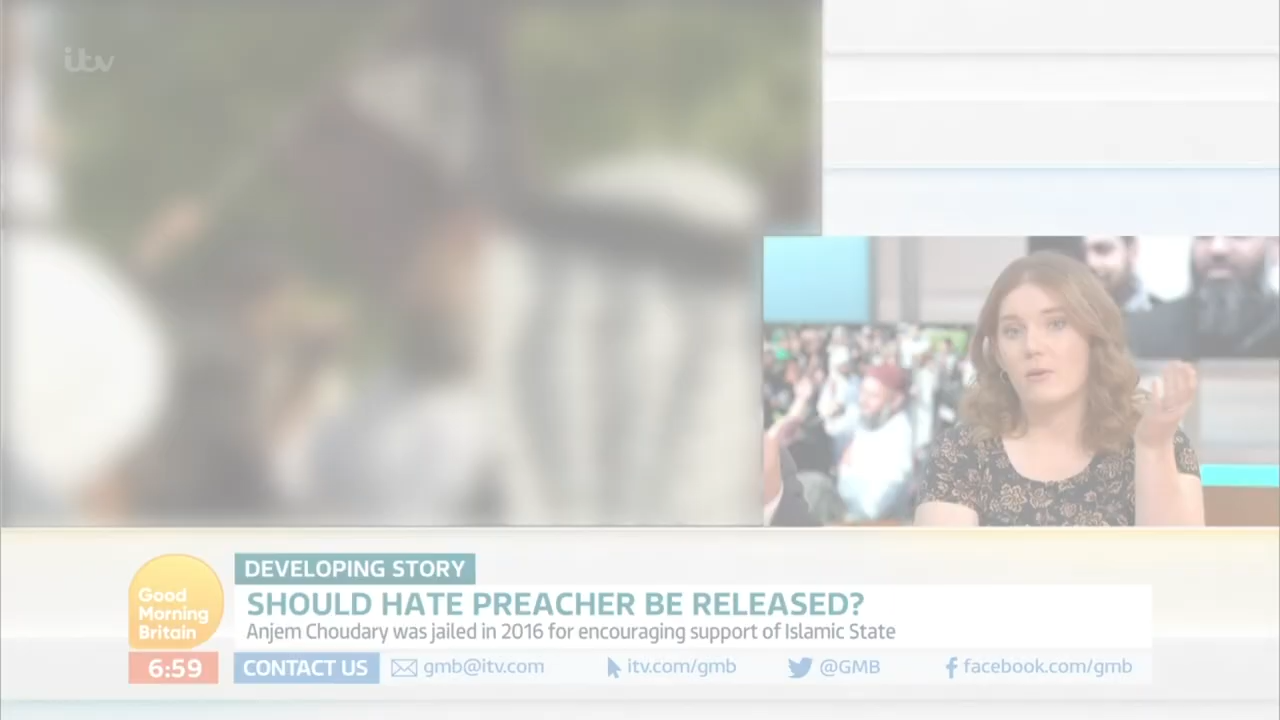 itv
DEVELOPING STORY
Good
Morning
Britain
SHOULD HATE PREACHER BE RELEASED?
Anjem Choudary was jailed in 2016 for encouraging support of Islamic State
6:59
CONTACT US
gmb@itv.com
itv.com/gmb
@GMB
facebook.com/gmb